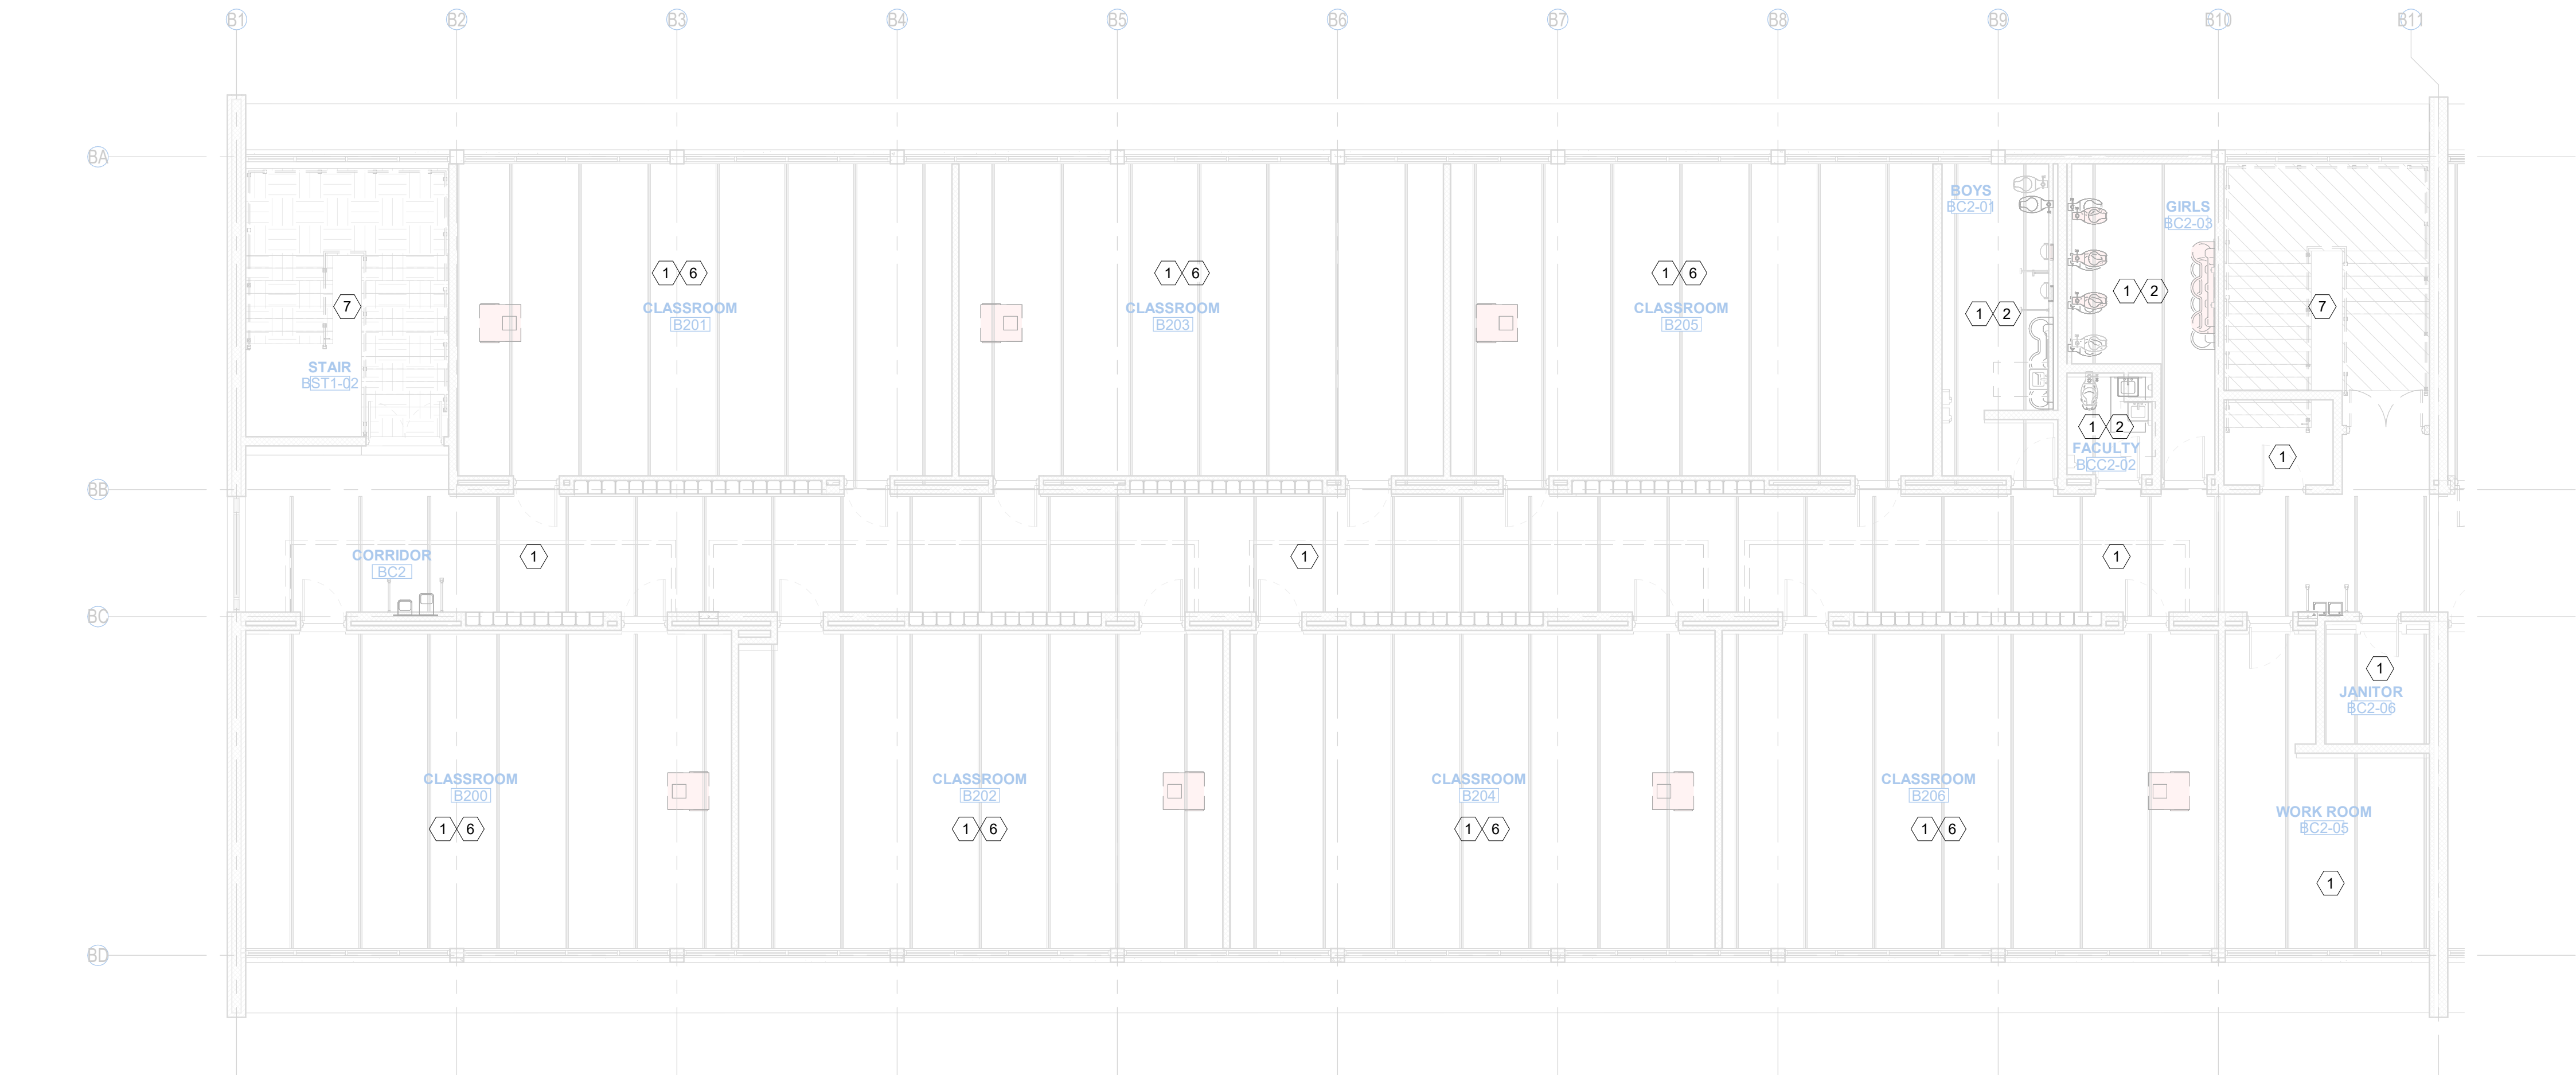 B1 B2 B3 B4 B5 B6 B7 B8 B9 B10 B11
BA
BOYS
BC2-01
GIRLS
BC2-03
1 6
CLASSROOM
B201
1 6
CLASSROOM
B203
1 6
CLASSROOM
B205
1 2
1 2
7
7
STAIR
BST1-02
1 2
FACULTY
BCC2-02
1
BB
CORRIDOR
BC2
1
1
1
BC
1
JANITOR
BC2-06
CLASSROOM
B200
1 6
CLASSROOM
B202
1 6
CLASSROOM
B204
1 6
CLASSROOM
B206
1 6
WORK ROOM
BC2-05
1
BD